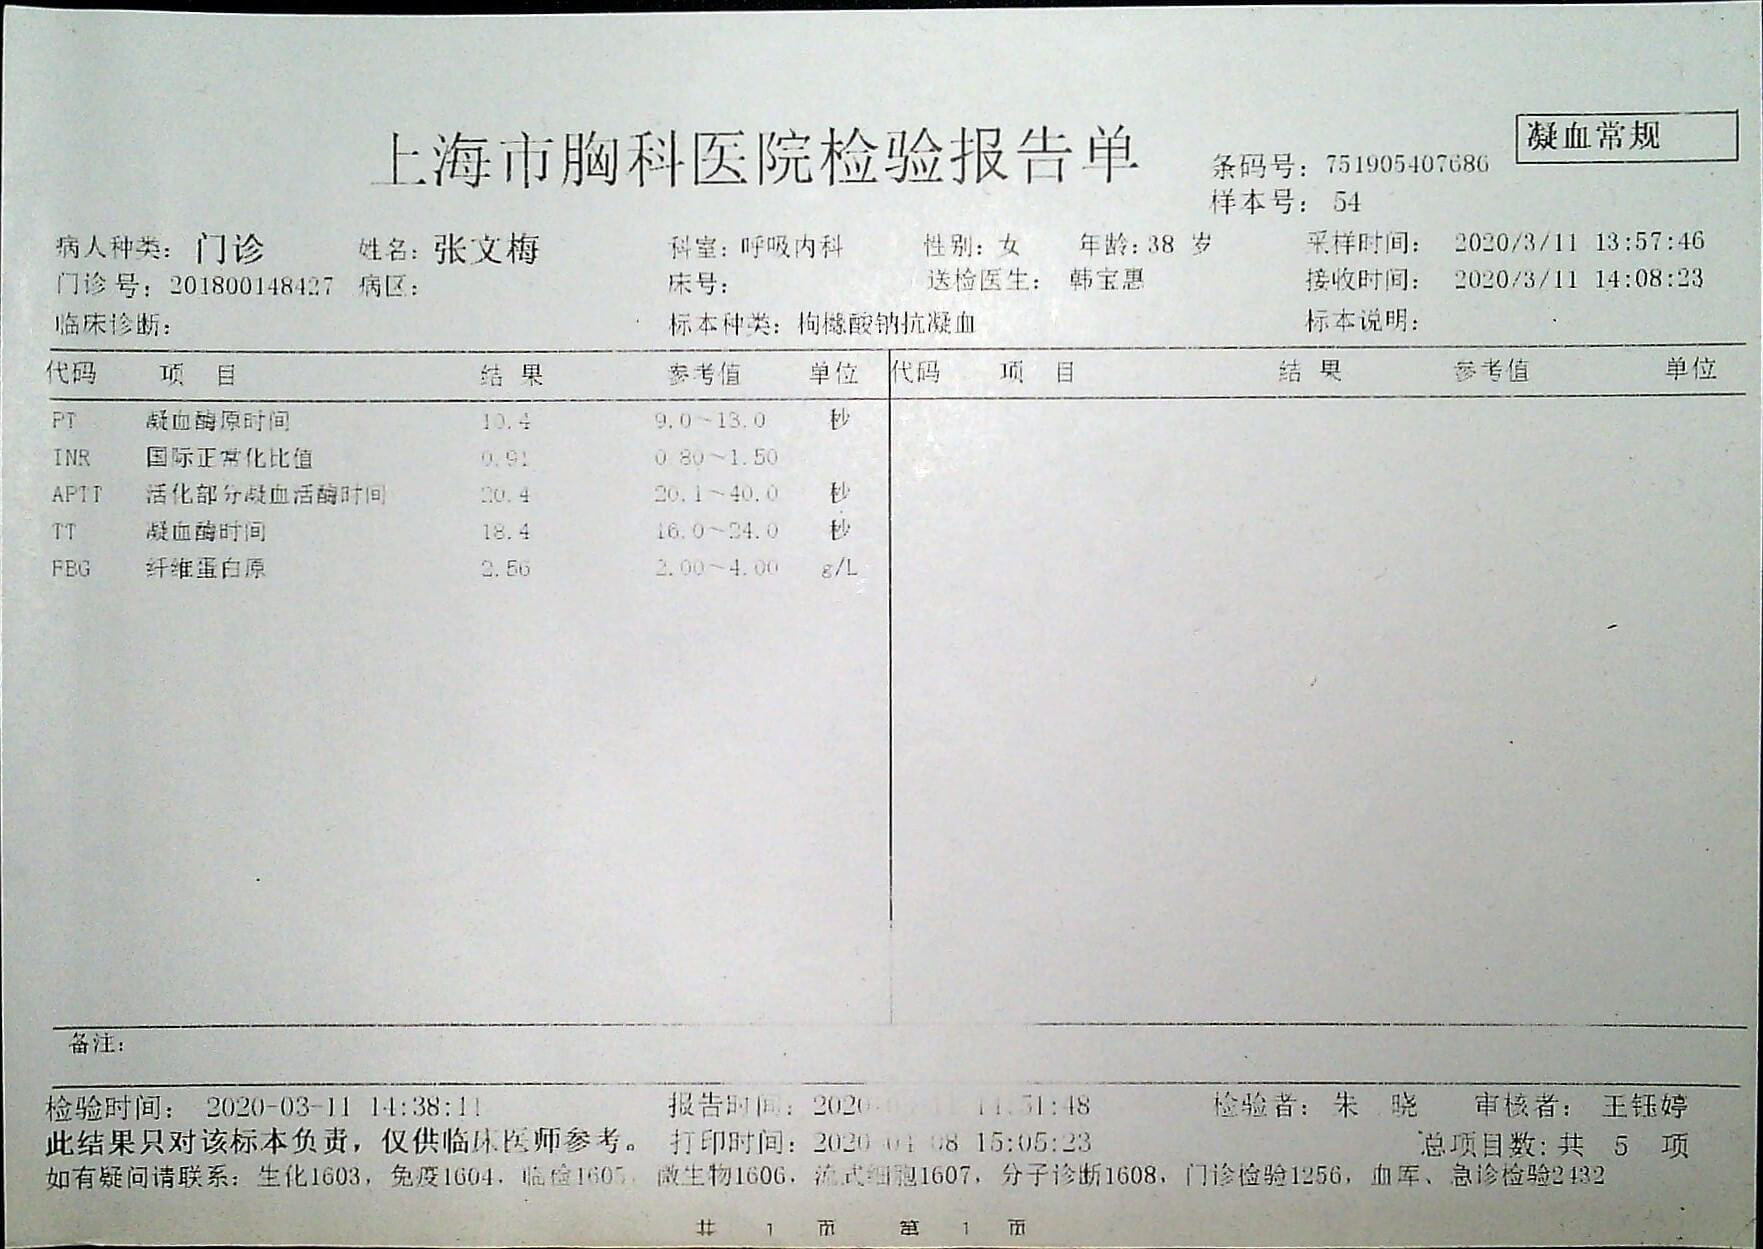 凝血常规
上海市胸科医院检验报告单
条码号: 751905407686
样本号: 54
病人种类: 门诊 姓名: 张文梅 科室: 呼吸内科 性别: 女 年龄: 38 岁 采样时间: 2020/3/11 13:57:46
门诊号: 201800148427 病区: 床号: 送检医生: 韩宝惠 接收时间: 2020/3/11 14:08:23
临床诊断: 标本种类: 枸橼酸钠抗凝血 标本说明:
代码 项 目 结 果 参考值 单位 代码 项 目 结 果 参考值 单位
PT 凝血酶原时间 10.4 9.0~13.0 秒
INR 国际正常化比值 0.91 0.80~1.50
APTT 活化部分凝血活酶时间 20.4 20.1~40.0 秒
TT 凝血酶时间 18.4 16.0~24.0 秒
FBG 纤维蛋白原 2.56 2.00~4.00 g/L
备注:
检验时间: 2020-03-11 14:38:11 报告时间: 检验者: 朱 晓 审核者: 王钰婷
此结果只对该标本负责，仅供临床医师参考。 打印时间: 15:05:23 总项目数: 共 5 项
如有疑问请联系: 生化1603, 免疫1604, 临检1605, 微生物1606, 流式细胞1607, 分子诊断1608, 门诊检验1256, 血库、急诊检验2432
共 1 页 第 1 页